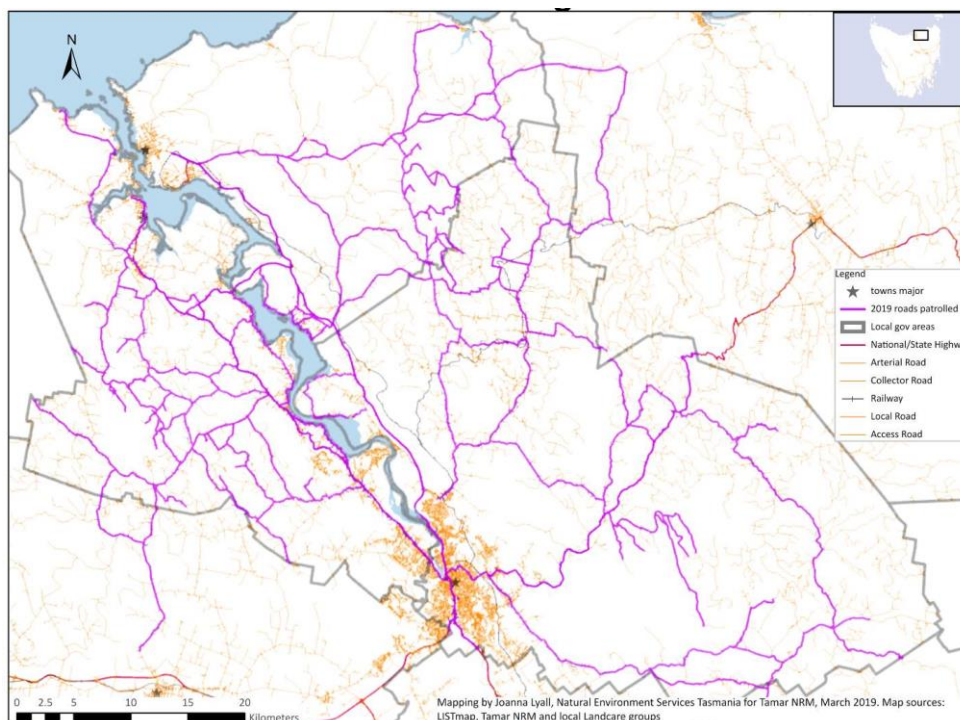 N
Legend
towns major
2019 roads patrolled
Local gov areas
National/State Highw
Arterial Road
Collector Road
Railway
Local Road
Access Road
0 2.5 5 10 15 20
Kilometers
Mapping by Joanna Lyall, Natural Environment Services Tasmania for Tamar NRM, March 2019. Map sources:
LISTmap, Tamar NRM and local Landcare groups